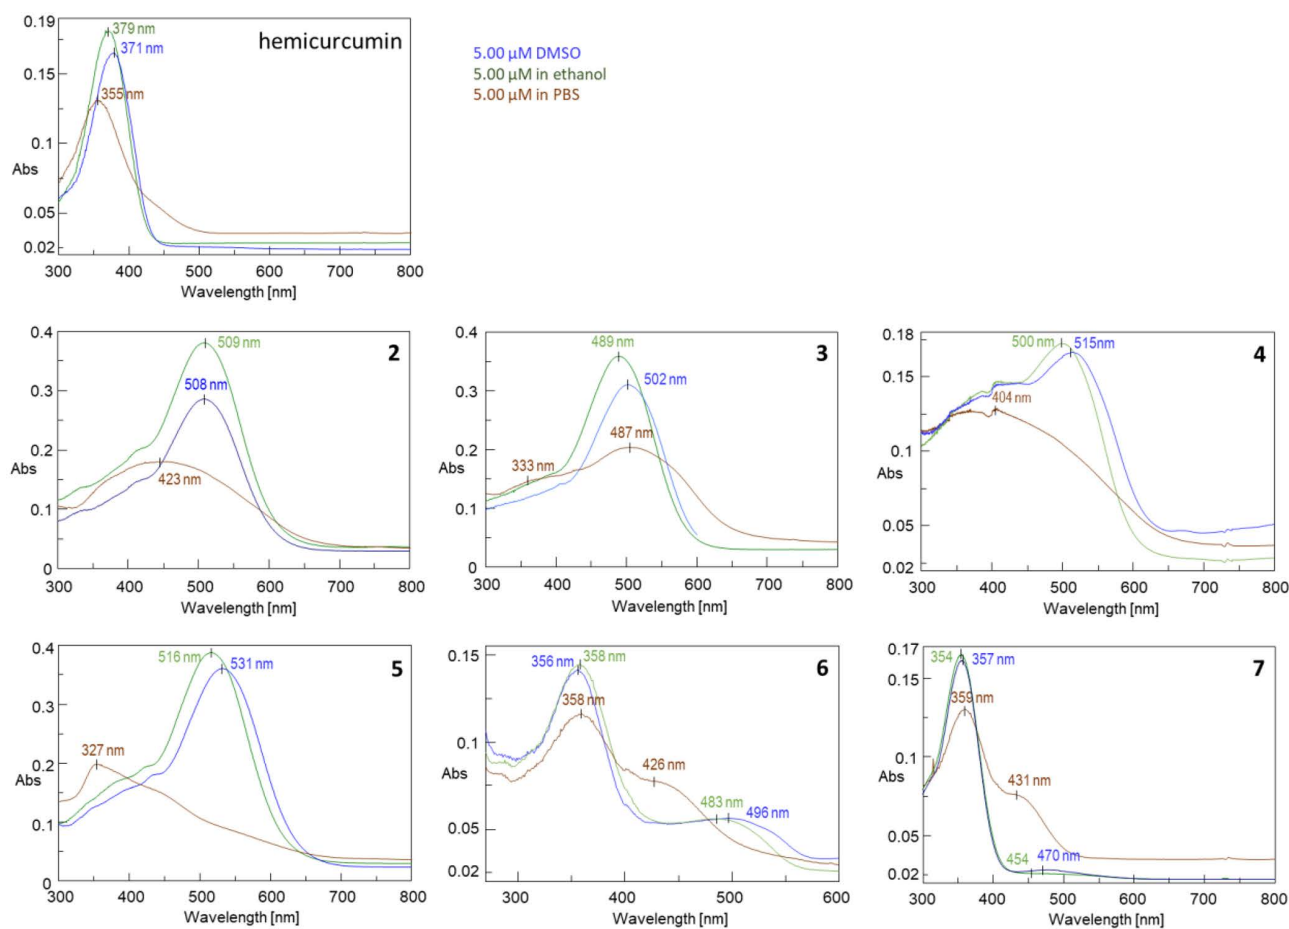 hemicurcumin
5.00 µM DMSO
5.00 µM in ethanol
5.00 µM in PBS
0.19
0.15
0.1
Abs
0.05
0.02
379 nm
371 nm
355 nm
300 400 500 600 700 800
Wavelength [nm]
2
0.4
0.3
0.2
Abs
0.1
0
509 nm
508 nm
423 nm
300 400 500 600 700 800
Wavelength [nm]
3
0.4
0.3
0.2
Abs
0.1
0
489 nm
502 nm
487 nm
333 nm
300 400 500 600 700 800
Wavelength [nm]
4
0.18
0.15
0.1
Abs
0.05
0.02
500 nm
515nm
404 nm
300 400 500 600 700 800
Wavelength [nm]
5
0.4
0.3
0.2
Abs
0.1
0
516 nm
531 nm
327 nm
300 400 500 600 700 800
Wavelength [nm]
6
0.15
0.1
Abs
0.05
0.02
356 nm
358 nm
358 nm
426 nm
483 nm
496 nm
300 400 500 600
Wavelength [nm]
7
0.17
0.1
Abs
0.05
0.02
354
357 nm
359 nm
431 nm
454
470 nm
300 400 500 600 700 800
Wavelength [nm]